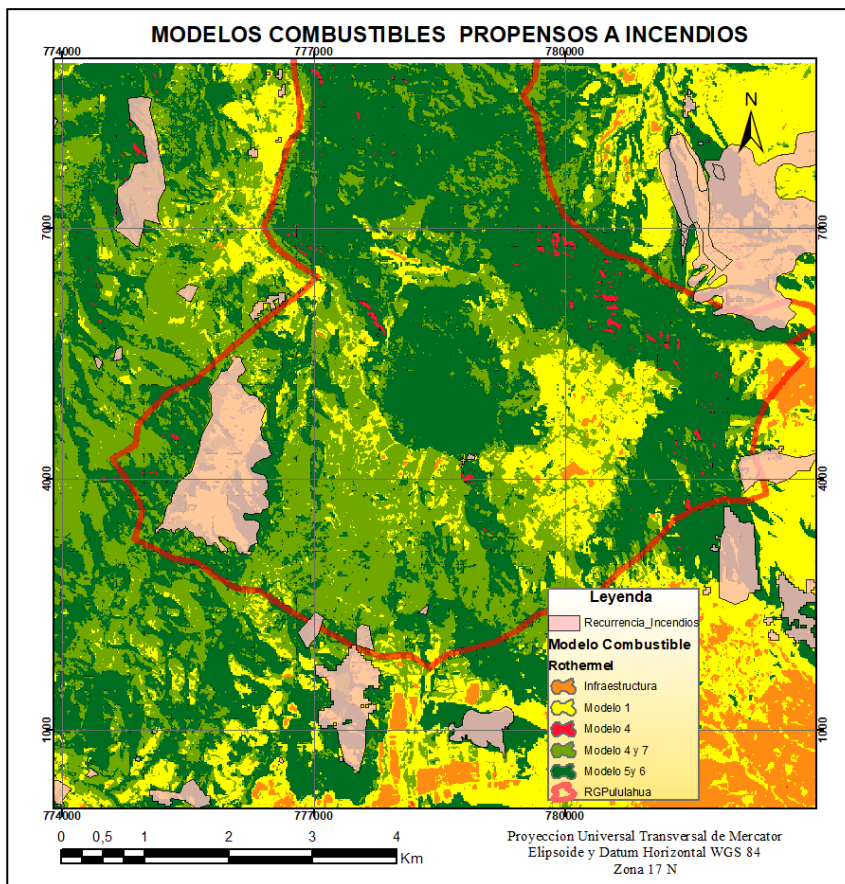 MODELOS COMBUSTIBLES PROPENSOS A INCENDIOS
774000 777000 780000
N
7000 7000
4000 4000
1000 1000
Leyenda
Recurrencia_Incendios
Modelo Combustible
Rothermel
Infraestructura
Modelo 1
Modelo 4
Modelo 4 y 7
Modelo 5y 6
RGPululahua
774000 777000 780000
0 0,5 1 2 3 4
Km
Proyeccion Universal Transversal de Mercator
Elipsoide y Datum Horizontal WGS 84
Zona 17 N